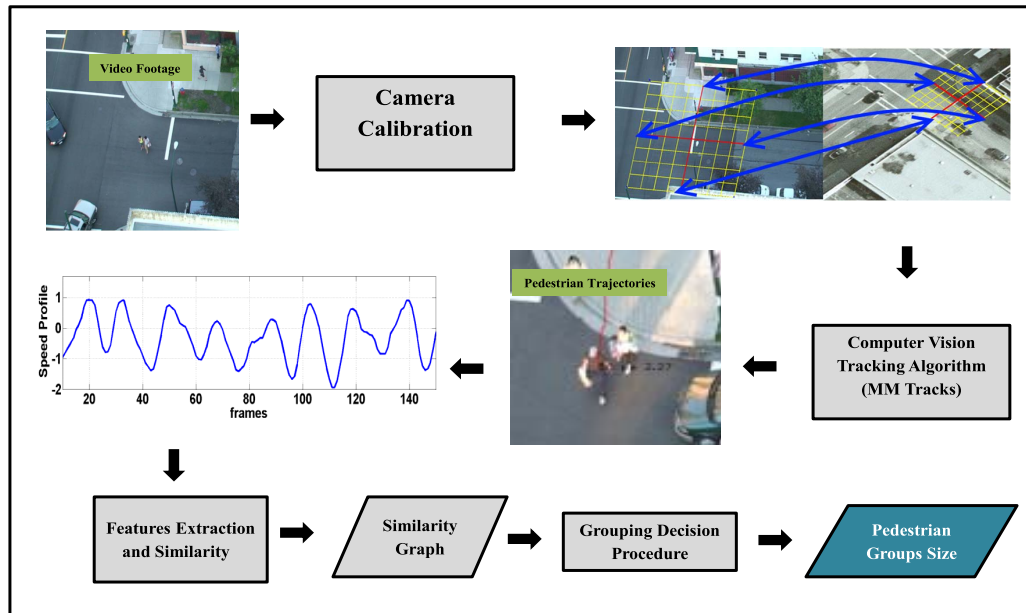 Video Footage
Camera
Calibration
Computer Vision
Tracking Algorithm
(MM Tracks)
Pedestrian Trajectories
2.27
Speed Profile
1
0
-1
-2
20
40
60
80
100
120
140
frames
Features Extraction
and Similarity
Similarity
Graph
Grouping Decision
Procedure
Pedestrian
Groups Size